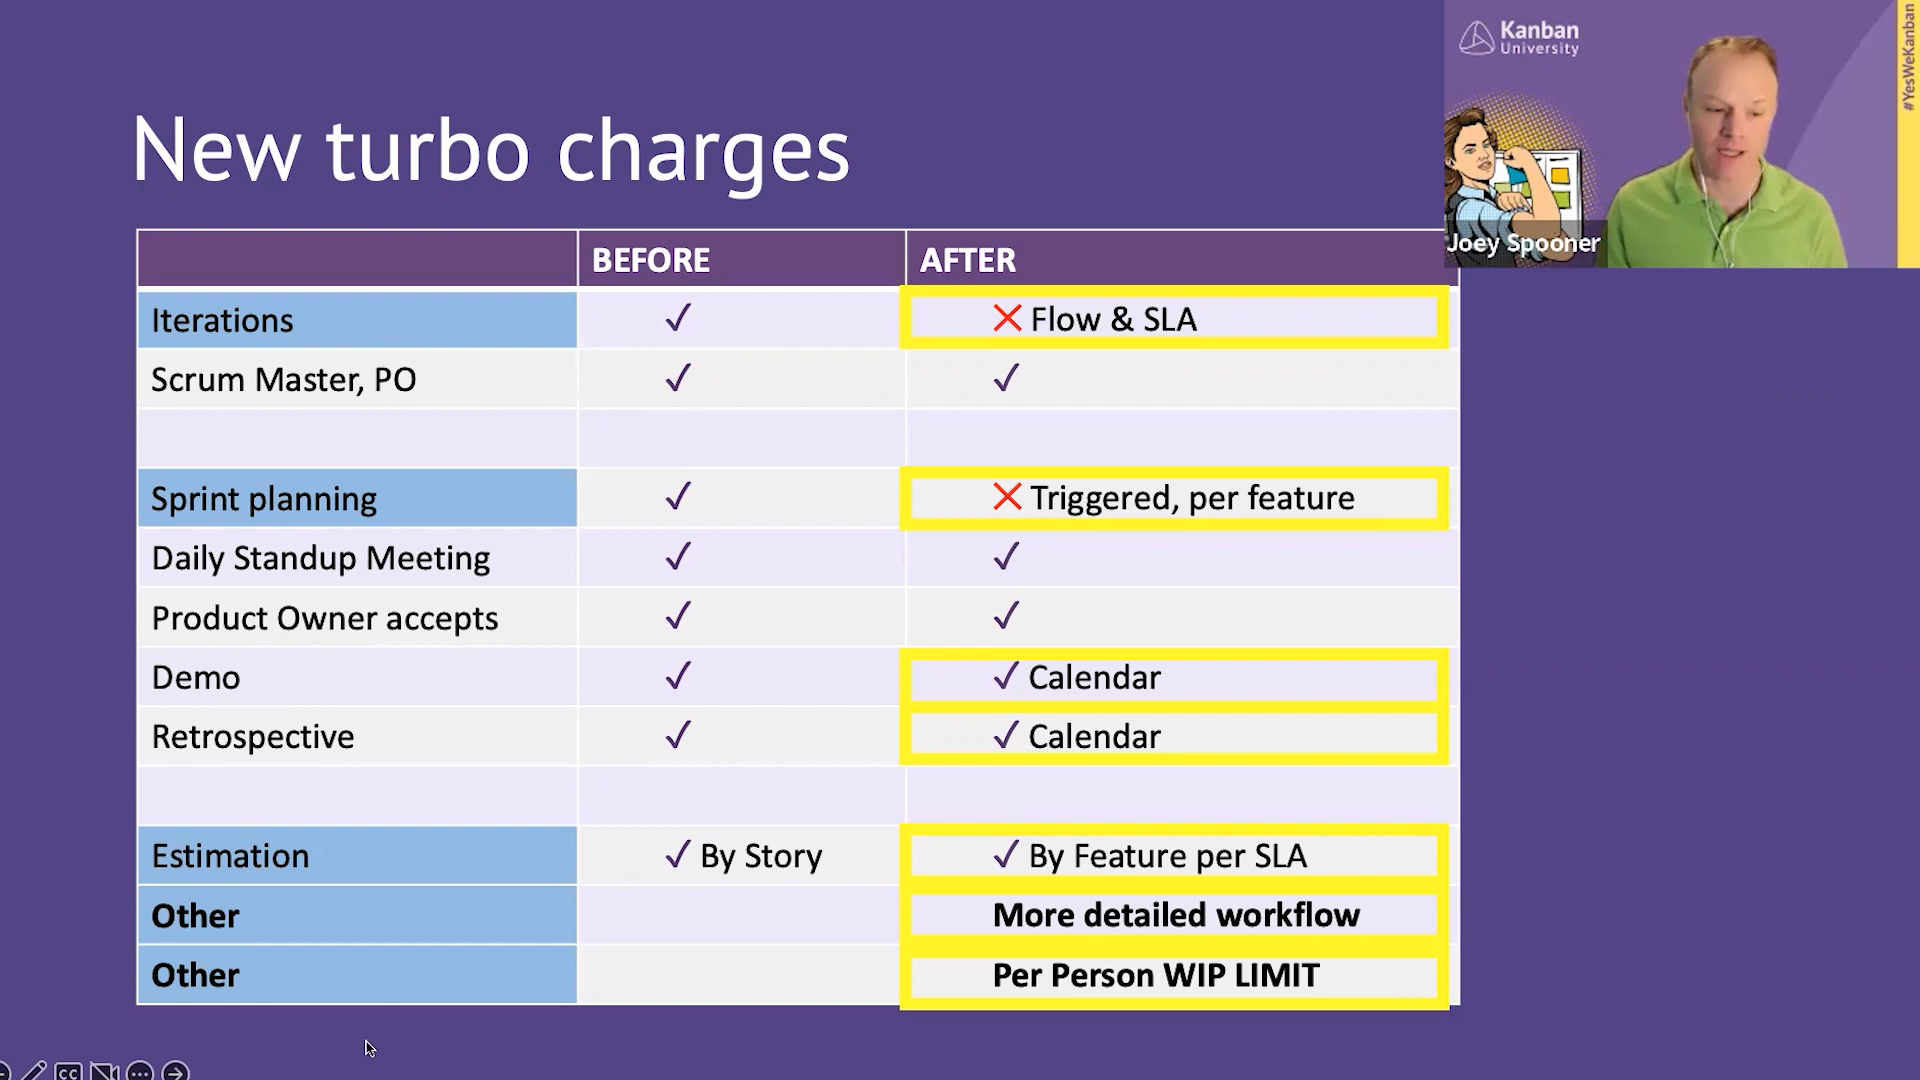 Kanban
University
#YesWeKanban
Joey Spooner
New turbo charges
BEFORE AFTER
Iterations ✓ ✕ Flow & SLA
Scrum Master, PO ✓ ✓
Sprint planning ✓ ✕ Triggered, per feature
Daily Standup Meeting ✓ ✓
Product Owner accepts ✓ ✓
Demo ✓ ✓ Calendar
Retrospective ✓ ✓ Calendar
Estimation ✓ By Story ✓ By Feature per SLA
Other More detailed workflow
Other Per Person WIP LIMIT
CC